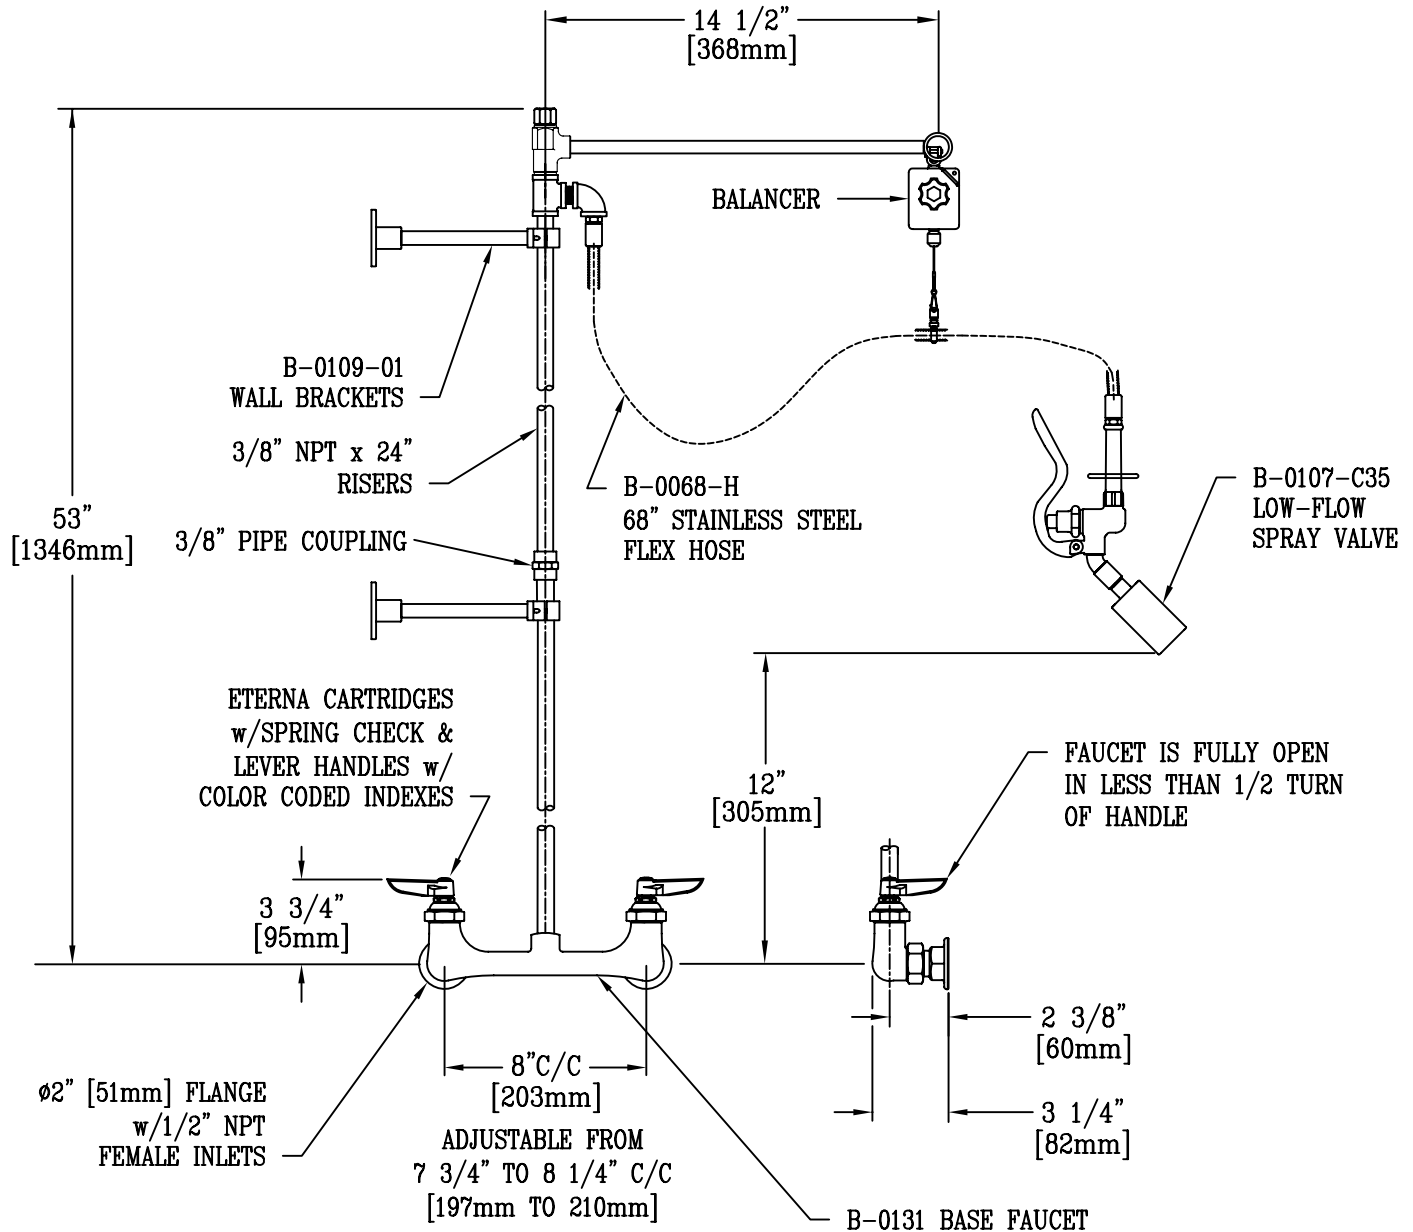 14 1/2"
[368mm]
BALANCER
B-0109-01
WALL BRACKETS
3/8" NPT x 24"
RISERS
53"
[1346mm]
3/8" PIPE COUPLING
B-0068-H
68" STAINLESS STEEL
FLEX HOSE
B-0107-C35
LOW-FLOW
SPRAY VALVE
ETERNA CARTRIDGES
w/SPRING CHECK &
LEVER HANDLES w/
COLOR CODED INDEXES
12"
[305mm]
FAUCET IS FULLY OPEN
IN LESS THAN 1/2 TURN
OF HANDLE
3 3/4"
[95mm]
2 3/8"
[60mm]
8"C/C
[203mm]
ø2" [51mm] FLANGE
w/1/2" NPT
FEMALE INLETS
3 1/4"
[82mm]
ADJUSTABLE FROM
7 3/4" TO 8 1/4" C/C
[197mm TO 210mm]
B-0131 BASE FAUCET